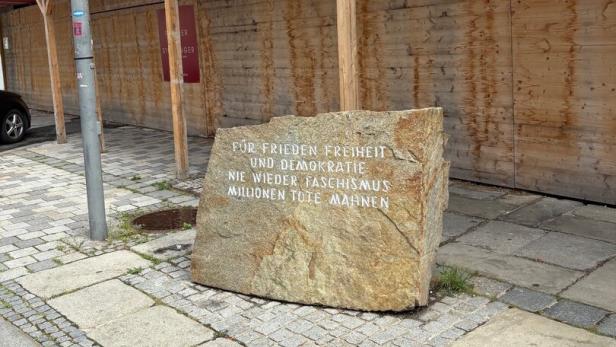 FÜR FRIEDEN FREIHEIT
UND DEMOKRATIE
NIE WIEDER FASCHISMUS
MILLIONEN TOTE MAHNEN